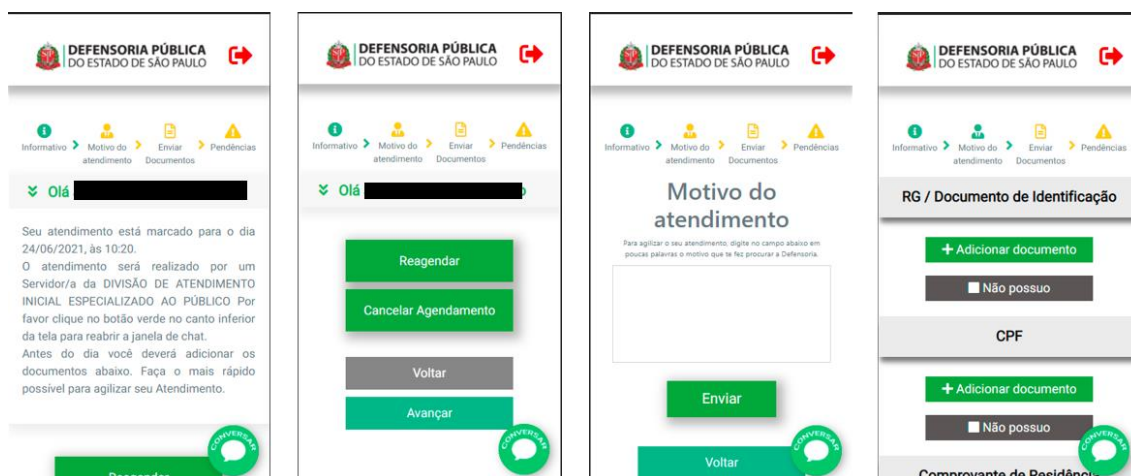 DEFENSORIA PÚBLICA
DO ESTADO DE SÃO PAULO
Informativo
Motivo do
atendimento
Enviar
Documentos
Pendências
Olá
Seu atendimento está marcado para o dia
24/06/2021, às 10:20.
O atendimento será realizado por um
Servidor/a da DIVISÃO DE ATENDIMENTO
INICIAL ESPECIALIZADO AO PÚBLICO Por
favor clique no botão verde no canto inferior
da tela para reabrir a janela de chat.
Antes do dia você deverá adicionar os
documentos abaixo. Faça o mais rápido
possivel para agilizar seu Atendimento.
CONVERSAR
Reagendar
DEFENSORIA PÚBLICA
DO ESTADO DE SÃO PAULO
Informativo
Motivo do
atendimento
Enviar
Documentos
Pendências
Olá
Reagendar
Cancelar Agendamento
Voltar
Avançar
CONVERSAR
DEFENSORIA PÚBLICA
DO ESTADO DE SÃO PAULO
Informativo
Motivo do
atendimento
Enviar
Documentos
Pendências
Motivo do
atendimento
Para agilizar o seu atendimento, digite no campo abaixo em
poucas palavras o motivo que te fez procurar a Defensoria.
Enviar
Voltar
CONVERSAR
DEFENSORIA PÚBLICA
DO ESTADO DE SÃO PAULO
Informativo
Motivo do
atendimento
Enviar
Documentos
Pendências
RG / Documento de Identificação
+ Adicionar documento
Não possuo
CPF
+ Adicionar documento
Não possuo
CONVERSAR
Comprovante de Residência